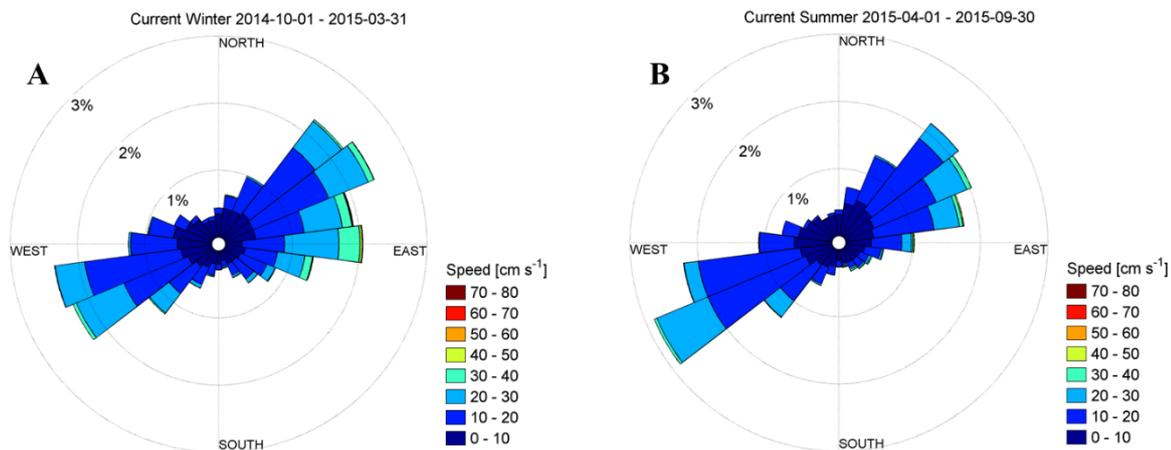 Current Winter 2014-10-01 - 2015-03-31
A
NORTH
3%
2%
1%
WEST
EAST
SOUTH
Speed [cm s⁻¹]
70 - 80
60 - 70
50 - 60
40 - 50
30 - 40
20 - 30
10 - 20
0 - 10
Current Summer 2015-04-01 - 2015-09-30
B
NORTH
3%
2%
1%
WEST
EAST
SOUTH
Speed [cm s⁻¹]
70 - 80
60 - 70
50 - 60
40 - 50
30 - 40
20 - 30
10 - 20
0 - 10